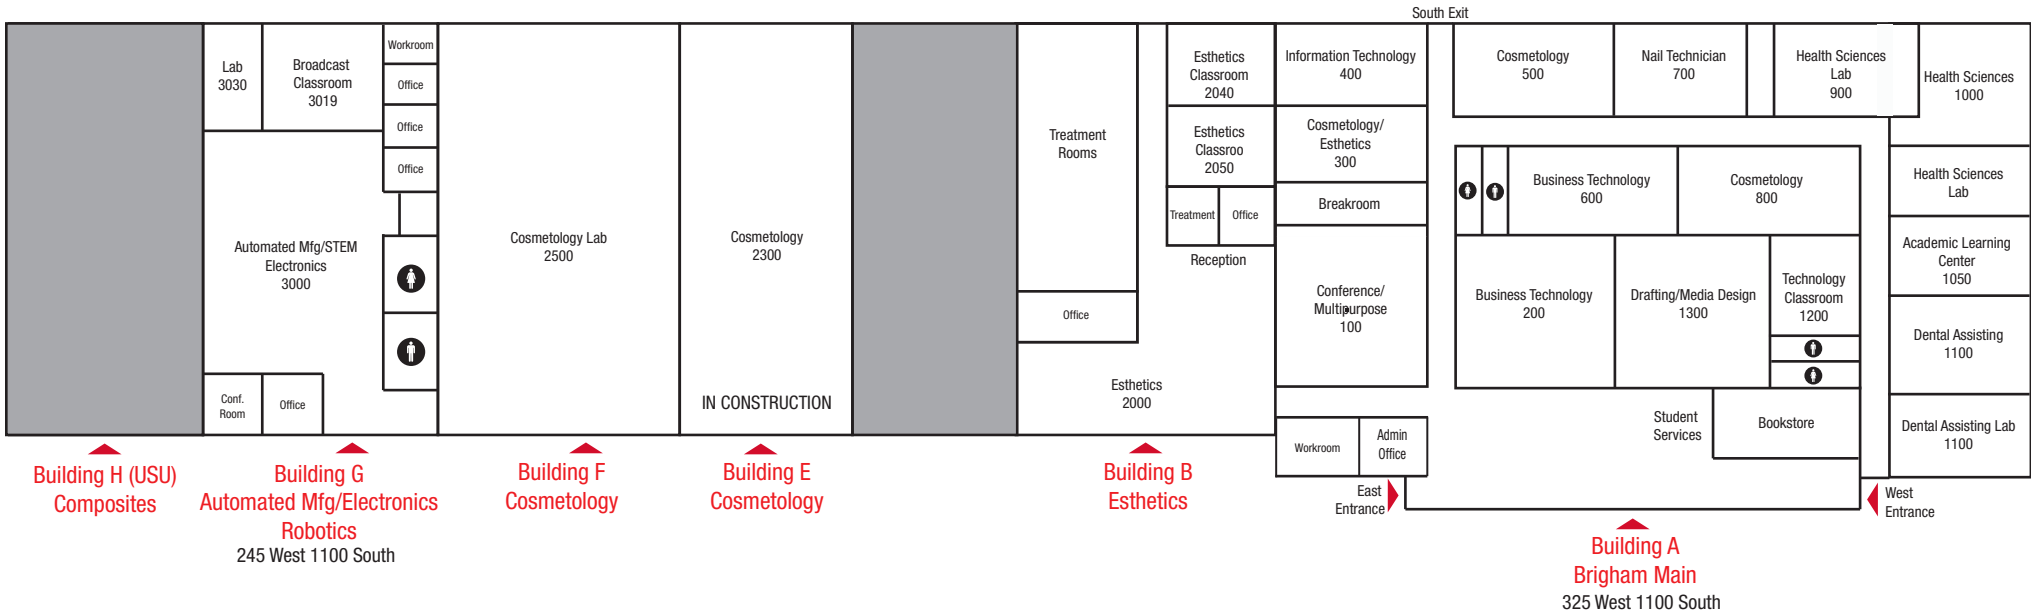 South Exit
Lab
3030
Broadcast
Classroom
3019
Workroom
Office
Office
Office
Automated Mfg/STEM
Electronics
3000
Conf.
Room
Office
Cosmetology Lab
2500
Cosmetology
2300
IN CONSTRUCTION
Treatment
Rooms
Office
Esthetics
Classroom
2040
Esthetics
Classroo
2050
Treatment
Office
Reception
Esthetics
2000
Information Technology
400
Cosmetology/
Esthetics
300
Breakroom
Conference/
Multipurpose
100
Workroom
Admin
Office
Cosmetology
500
Nail Technician
700
Health Sciences
Lab
900
Health Sciences
1000
Business Technology
600
Cosmetology
800
Health Sciences
Lab
Business Technology
200
Drafting/Media Design
1300
Technology
Classroom
1200
Academic Learning
Center
1050
Dental Assisting
1100
Student
Services
Bookstore
Dental Assisting Lab
1100
East
Entrance
West
Entrance
Building H (USU)
Composites
Building G
Automated Mfg/Electronics
Robotics
245 West 1100 South
Building F
Cosmetology
Building E
Cosmetology
Building B
Esthetics
Building A
Brigham Main
325 West 1100 South